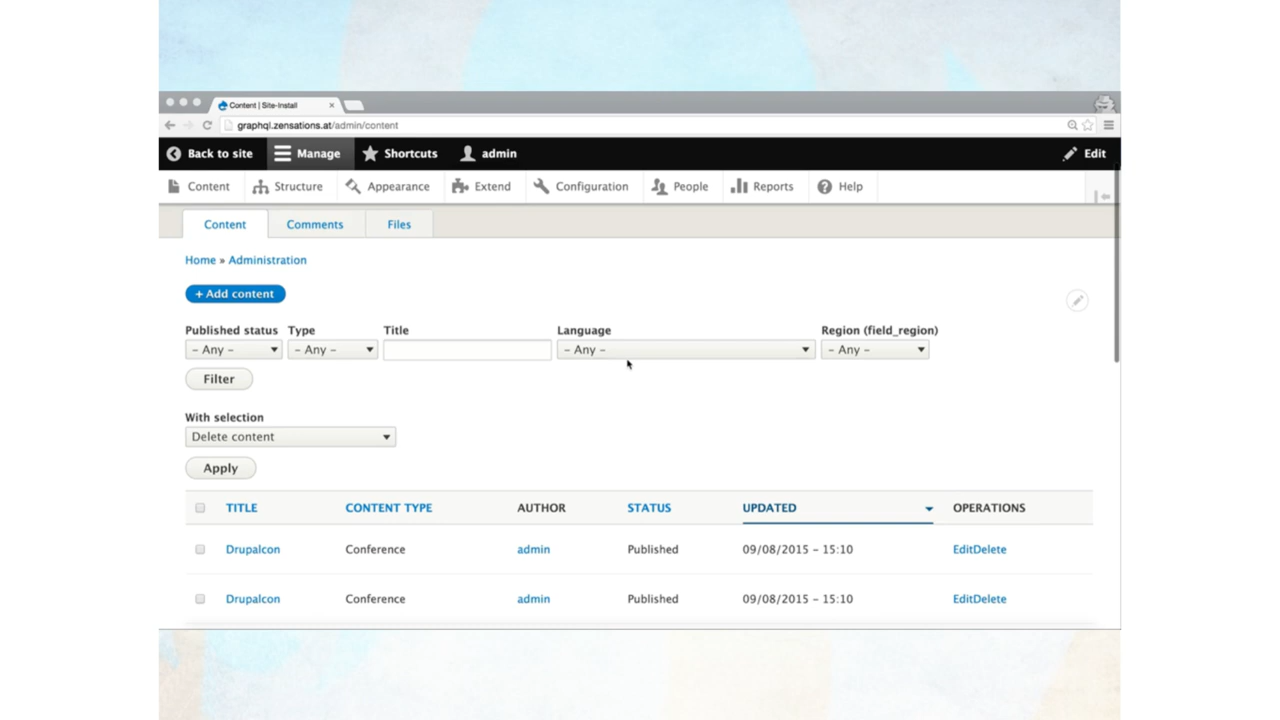 Content | Site-Install
graphql.zensations.at/admin/content
Back to site Manage Shortcuts admin Edit
Content Structure Appearance Extend Configuration People Reports Help
Content Comments Files
Home » Administration
+ Add content
Published status Type Title Language Region (field_region)
– Any – – Any – – Any – – Any –
Filter
With selection
Delete content
Apply
TITLE CONTENT TYPE AUTHOR STATUS UPDATED OPERATIONS
Drupalcon Conference admin Published 09/08/2015 – 15:10 EditDelete
Drupalcon Conference admin Published 09/08/2015 – 15:10 EditDelete